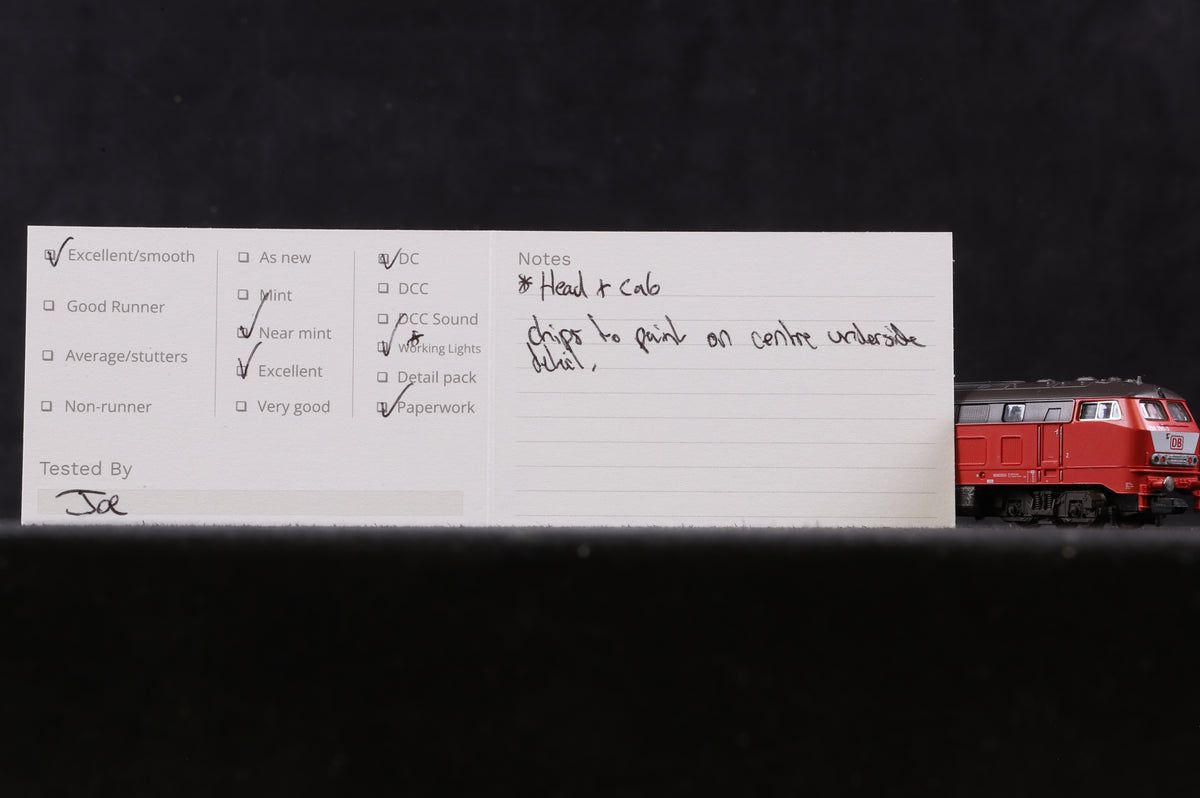 Excellent/smooth
Good Runner
Average/stutters
Non-runner
As new
Mint
Near mint
Excellent
Very good
DC
DCC
DCC Sound
Working Lights *
Detail pack
Paperwork
Tested By
Joe
Notes
* Head + Cab
chips to paint on centre underside
detail.
DB